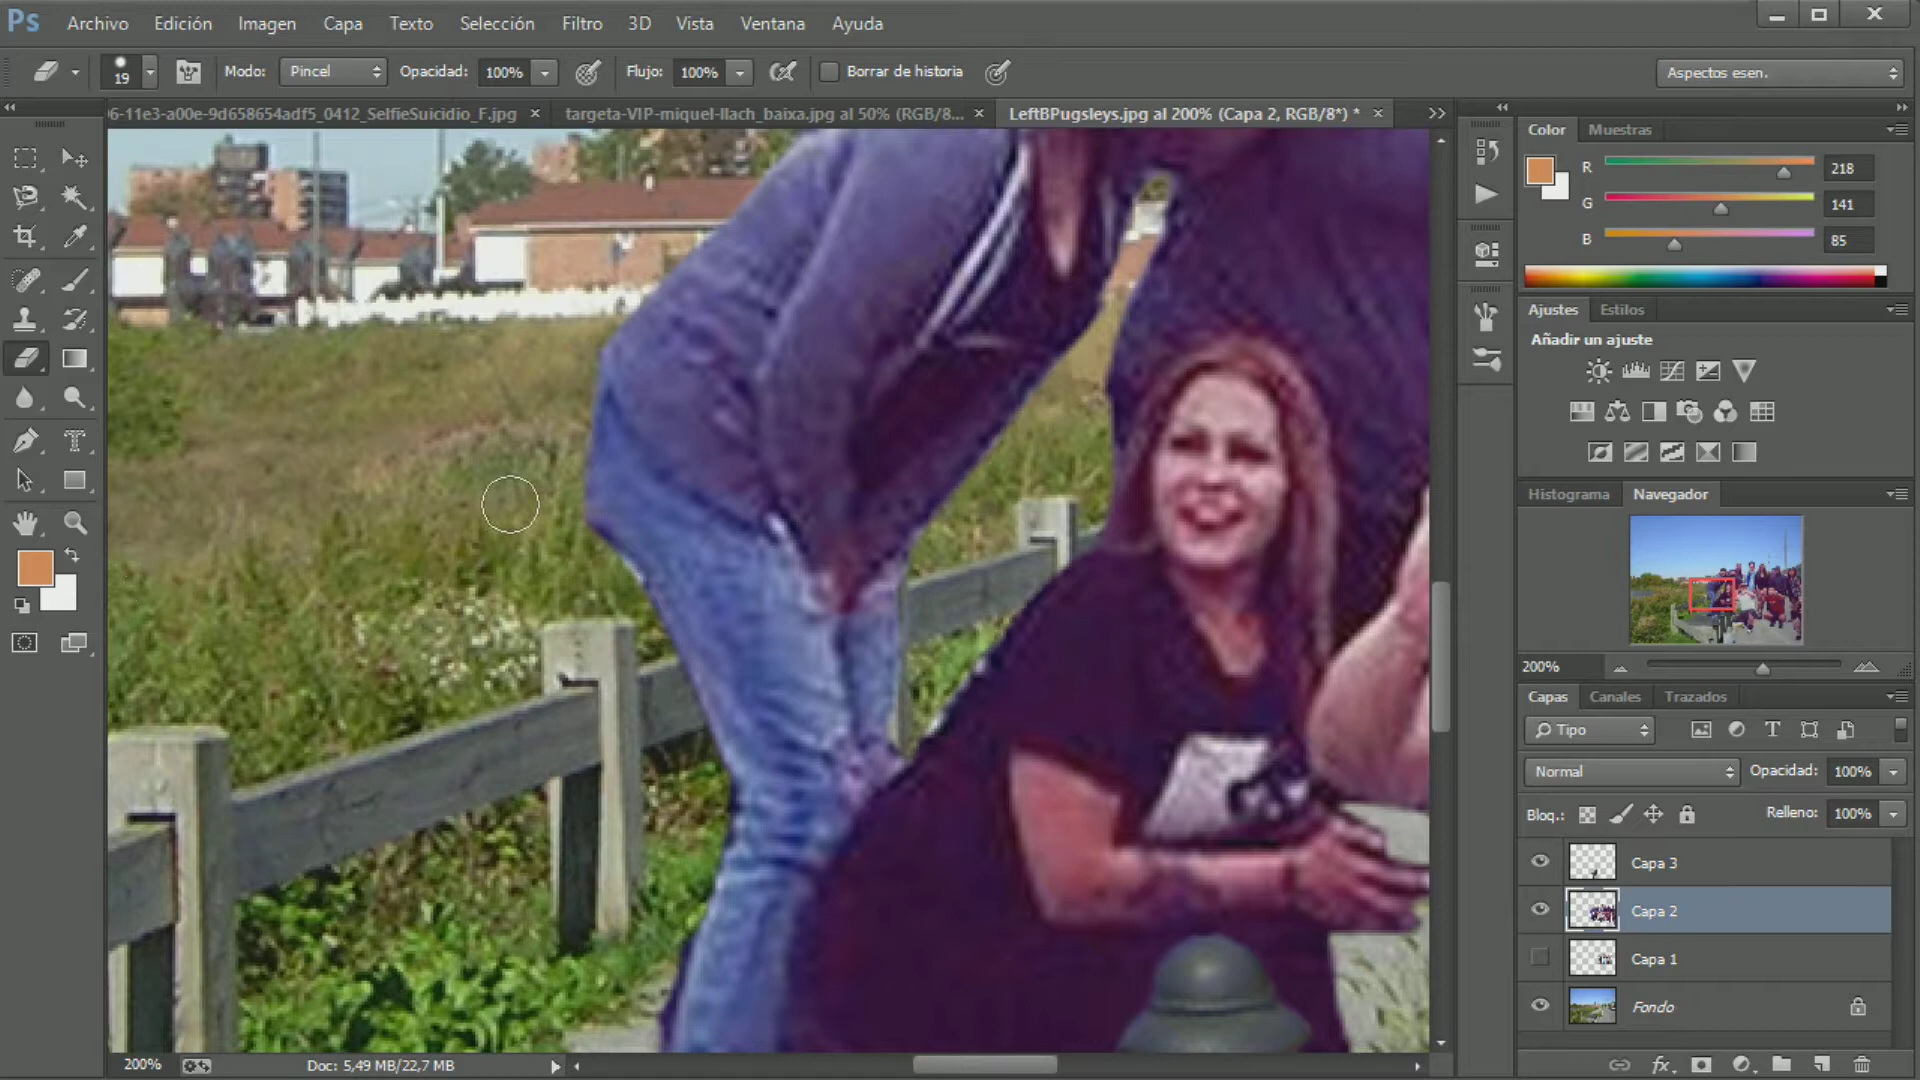 Ps Archivo Edición Imagen Capa Texto Selección Filtro 3D Vista Ventana Ayuda
19 Modo: Pincel Opacidad: 100% Flujo: 100% Borrar de historia Aspectos esen.
06-11e3-a00e-9d658654adf5_0412_SelfieSuicidio_F.jpg × targeta-VIP-miquel-llach_baixa.jpg al 50% (RGB/8... × LeftBPugsleys.jpg al 200% (Capa 2, RGB/8*) * ×
Color Muestras
R 218
G 141
B 85
Ajustes Estilos
Añadir un ajuste
Histograma Navegador
200%
Capas Canales Trazados
Tipo
Normal Opacidad: 100%
Bloq.: Relleno: 100%
Capa 3
Capa 2
Capa 1
Fondo
200% Doc: 5,49 MB/22,7 MB
fx